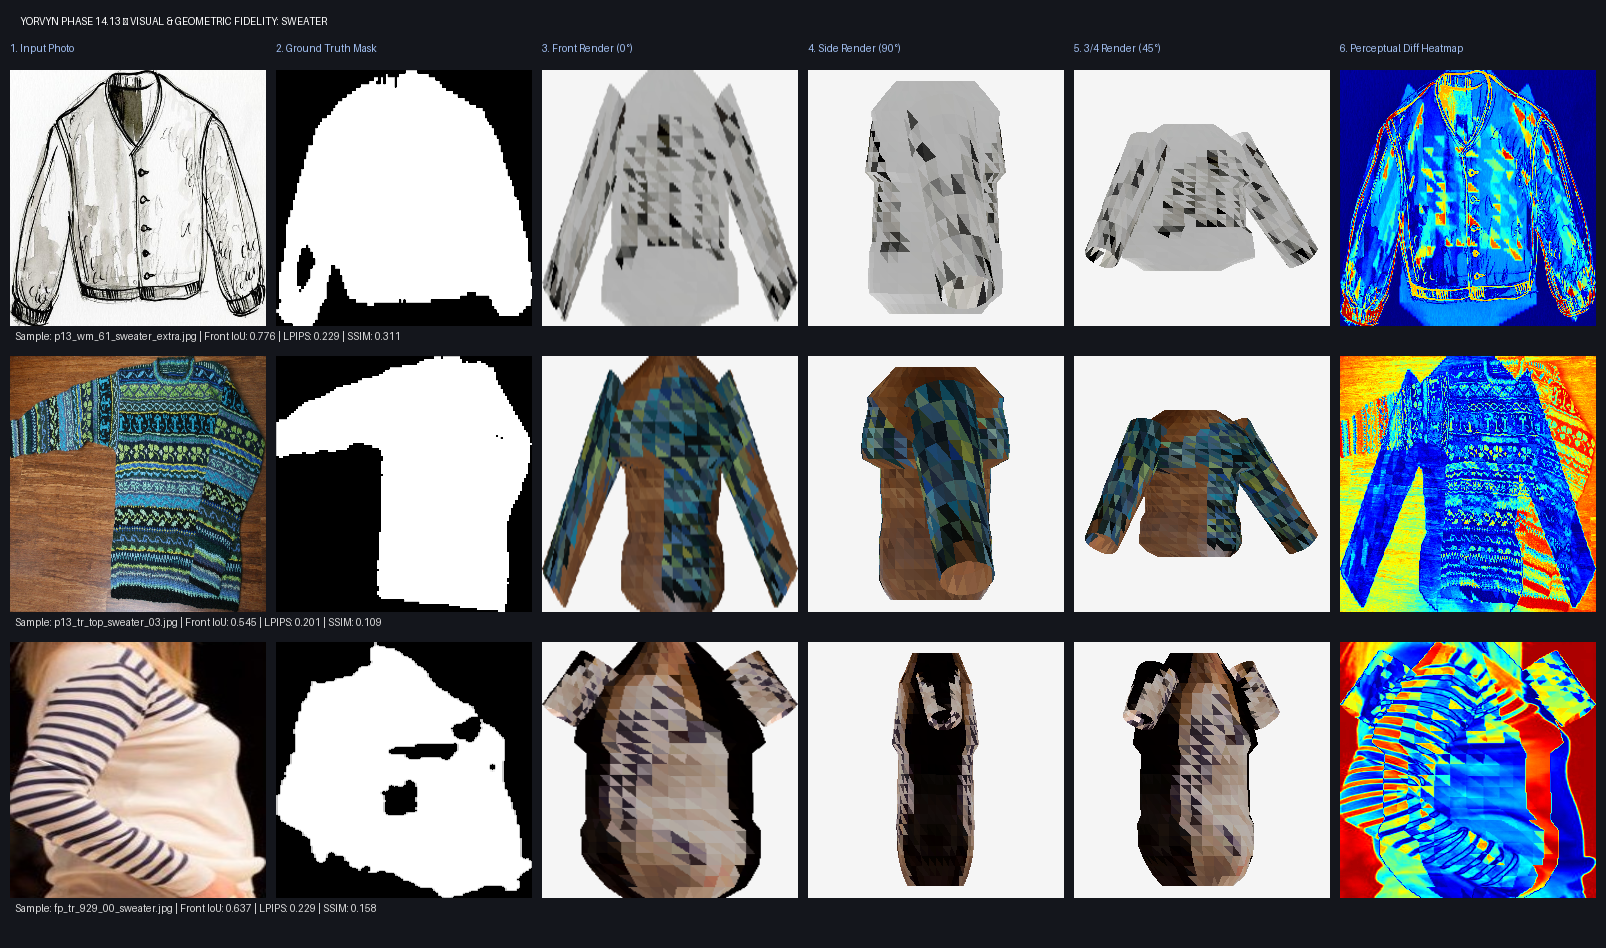 YORVYN PHASE 14.13 ▯ VISUAL & GEOMETRIC FIDELITY: SWEATER
1. Input Photo
2. Ground Truth Mask
3. Front Render (0°)
4. Side Render (90°)
5. 3/4 Render (45°)
6. Perceptual Diff Heatmap
Sample: p13_wm_61_sweater_extra.jpg | Front IoU: 0.776 | LPIPS: 0.229 | SSIM: 0.311
Sample: p13_tr_top_sweater_03.jpg | Front IoU: 0.545 | LPIPS: 0.201 | SSIM: 0.109
Sample: fp_tr_929_00_sweater.jpg | Front IoU: 0.637 | LPIPS: 0.229 | SSIM: 0.158